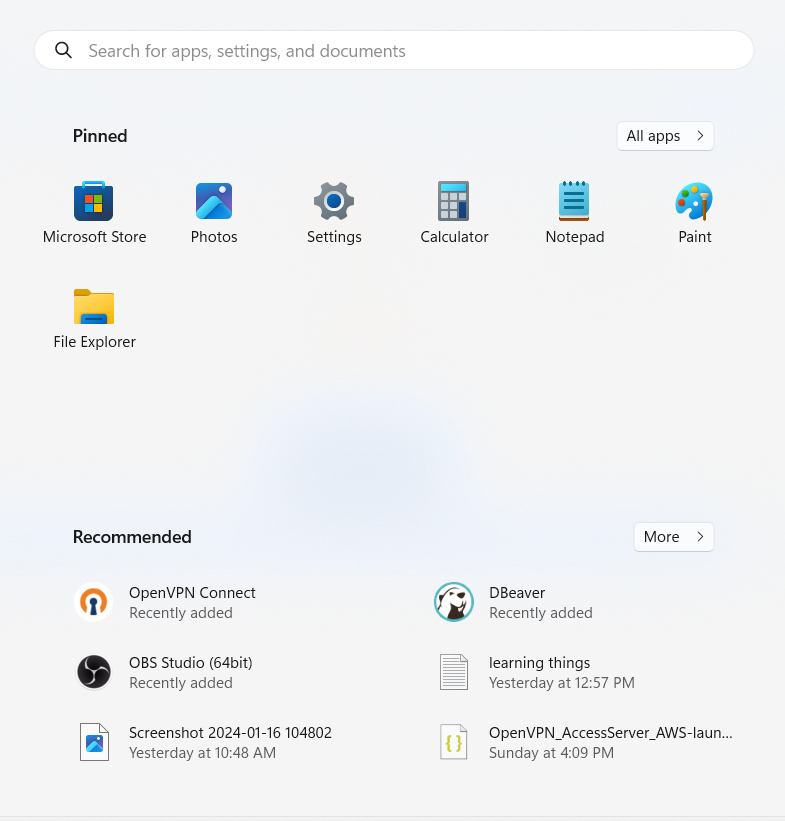 Search for apps, settings, and documents
Pinned
All apps
Microsoft Store
Photos
Settings
Calculator
Notepad
Paint
File Explorer
Recommended
More
OpenVPN Connect
Recently added
DBeaver
Recently added
OBS Studio (64bit)
Recently added
learning things
Yesterday at 12:57 PM
Screenshot 2024-01-16 104802
Yesterday at 10:48 AM
OpenVPN_AccessServer_AWS-laun...
Sunday at 4:09 PM